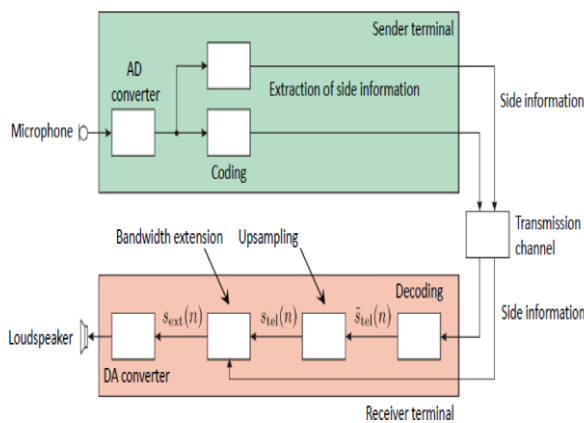 Sender terminal
AD
converter
Extraction of side information
Side information
Microphone
Coding
Transmission
channel
Bandwidth extension
Upsampling
Decoding
Side information
s_ext(n)
s_tel(n)
s̃_tel(n)
Loudspeaker
DA converter
Receiver terminal